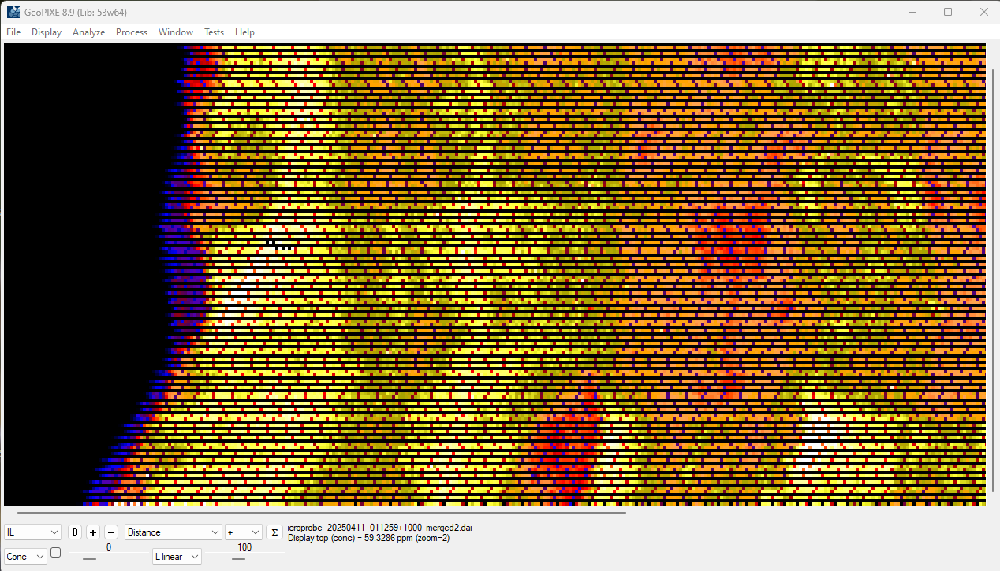 GeoPIXE 8.9 (Lib: 53w64)
File Display Analyze Process Window Tests Help
IL 0 + − Distance + Σ icroprobe_20250411_011259+1000_merged2.dai
Display top (conc) = 59.3286 ppm (zoom=2)
0 100
Conc L linear